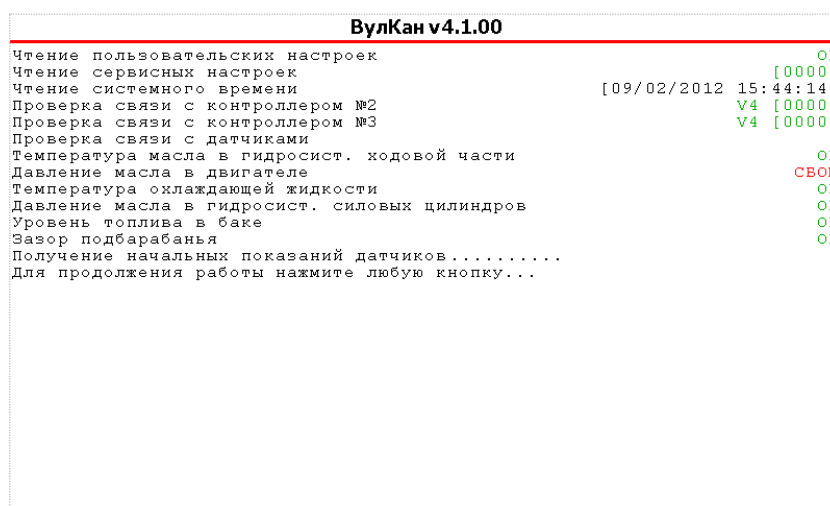 ВулКан v4.1.00
Чтение пользовательских настроек
Чтение сервисных настроек [0000
Чтение системного времени [09/02/2012 15:44:14
Проверка связи с контроллером №2 V4 [0000
Проверка связи с контроллером №3 V4 [0000
Проверка связи с датчиками
Температура масла в гидросист. ходовой части
Давление масла в двигателе
Температура охлаждающей жидкости
Давление масла в гидросист. силовых цилиндров
Уровень топлива в баке
Зазор подбарабанья
Получение начальных показаний датчиков..........
Для продолжения работы нажмите любую кнопку...